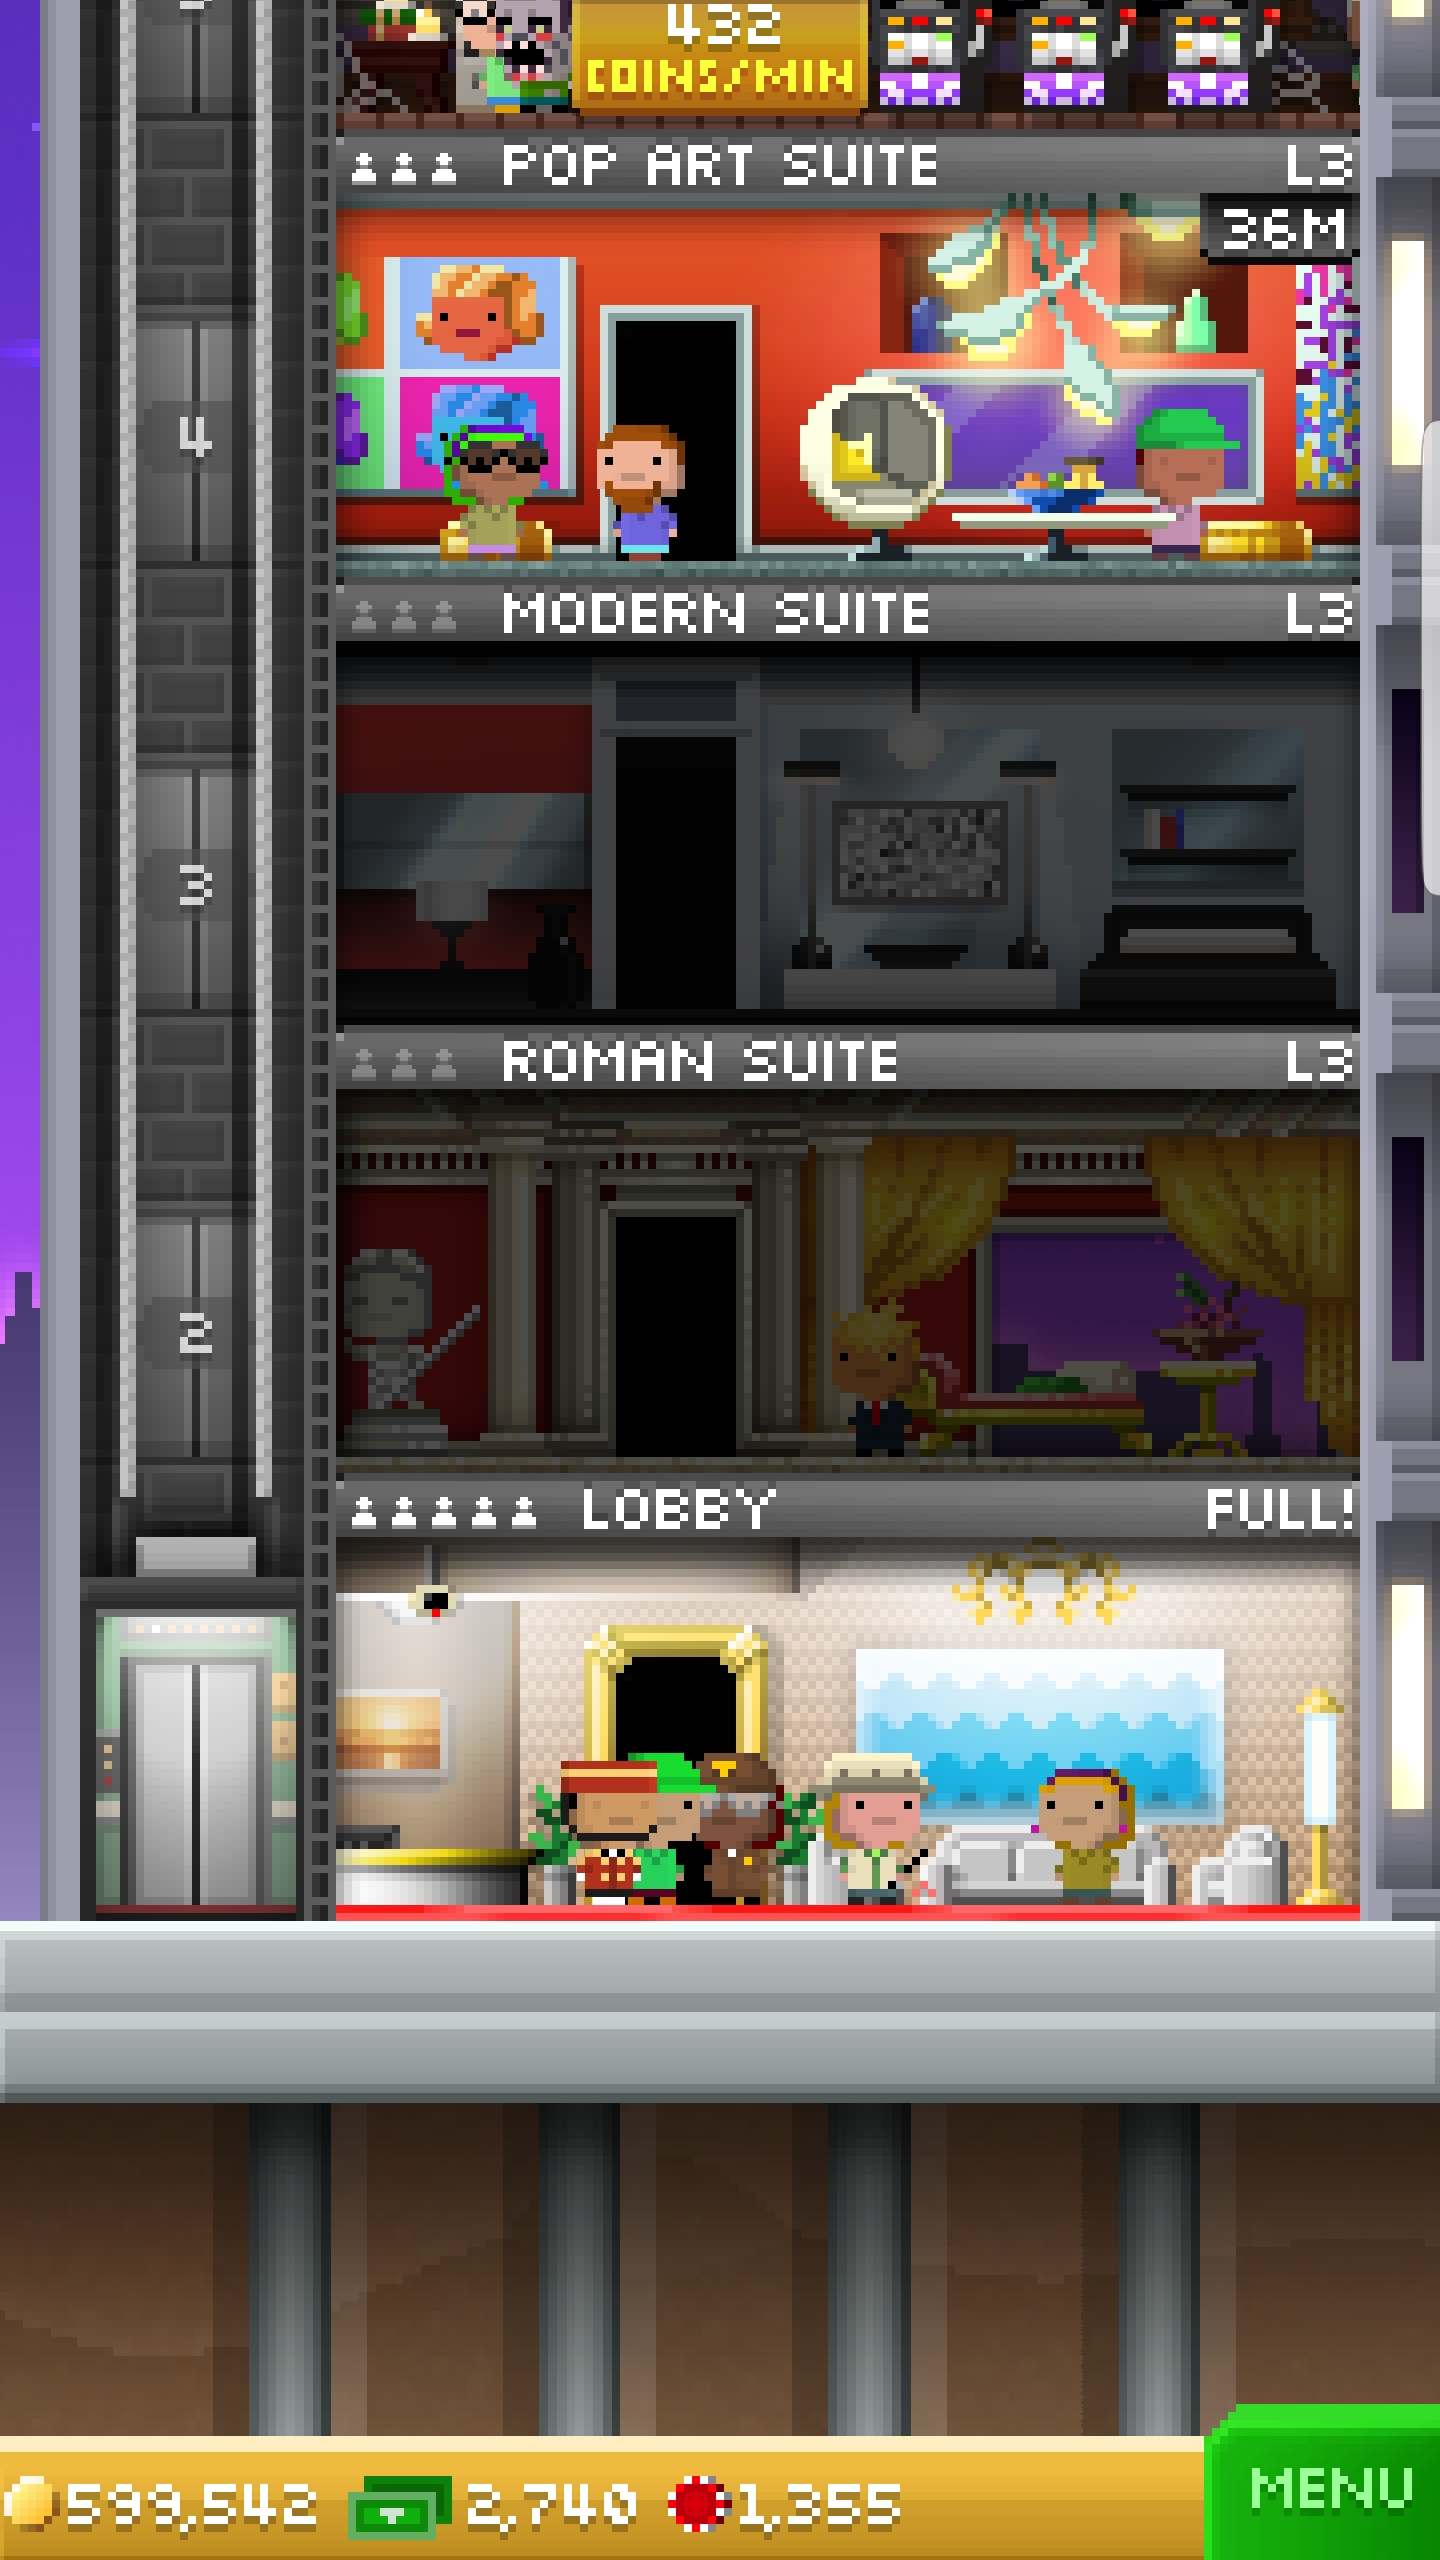 432
COINS/MIN
POP ART SUITE L3
36M
4
MODERN SUITE L3
3
ROMAN SUITE L3
2
LOBBY FULL!
599,542 2,740 1,355
MENU